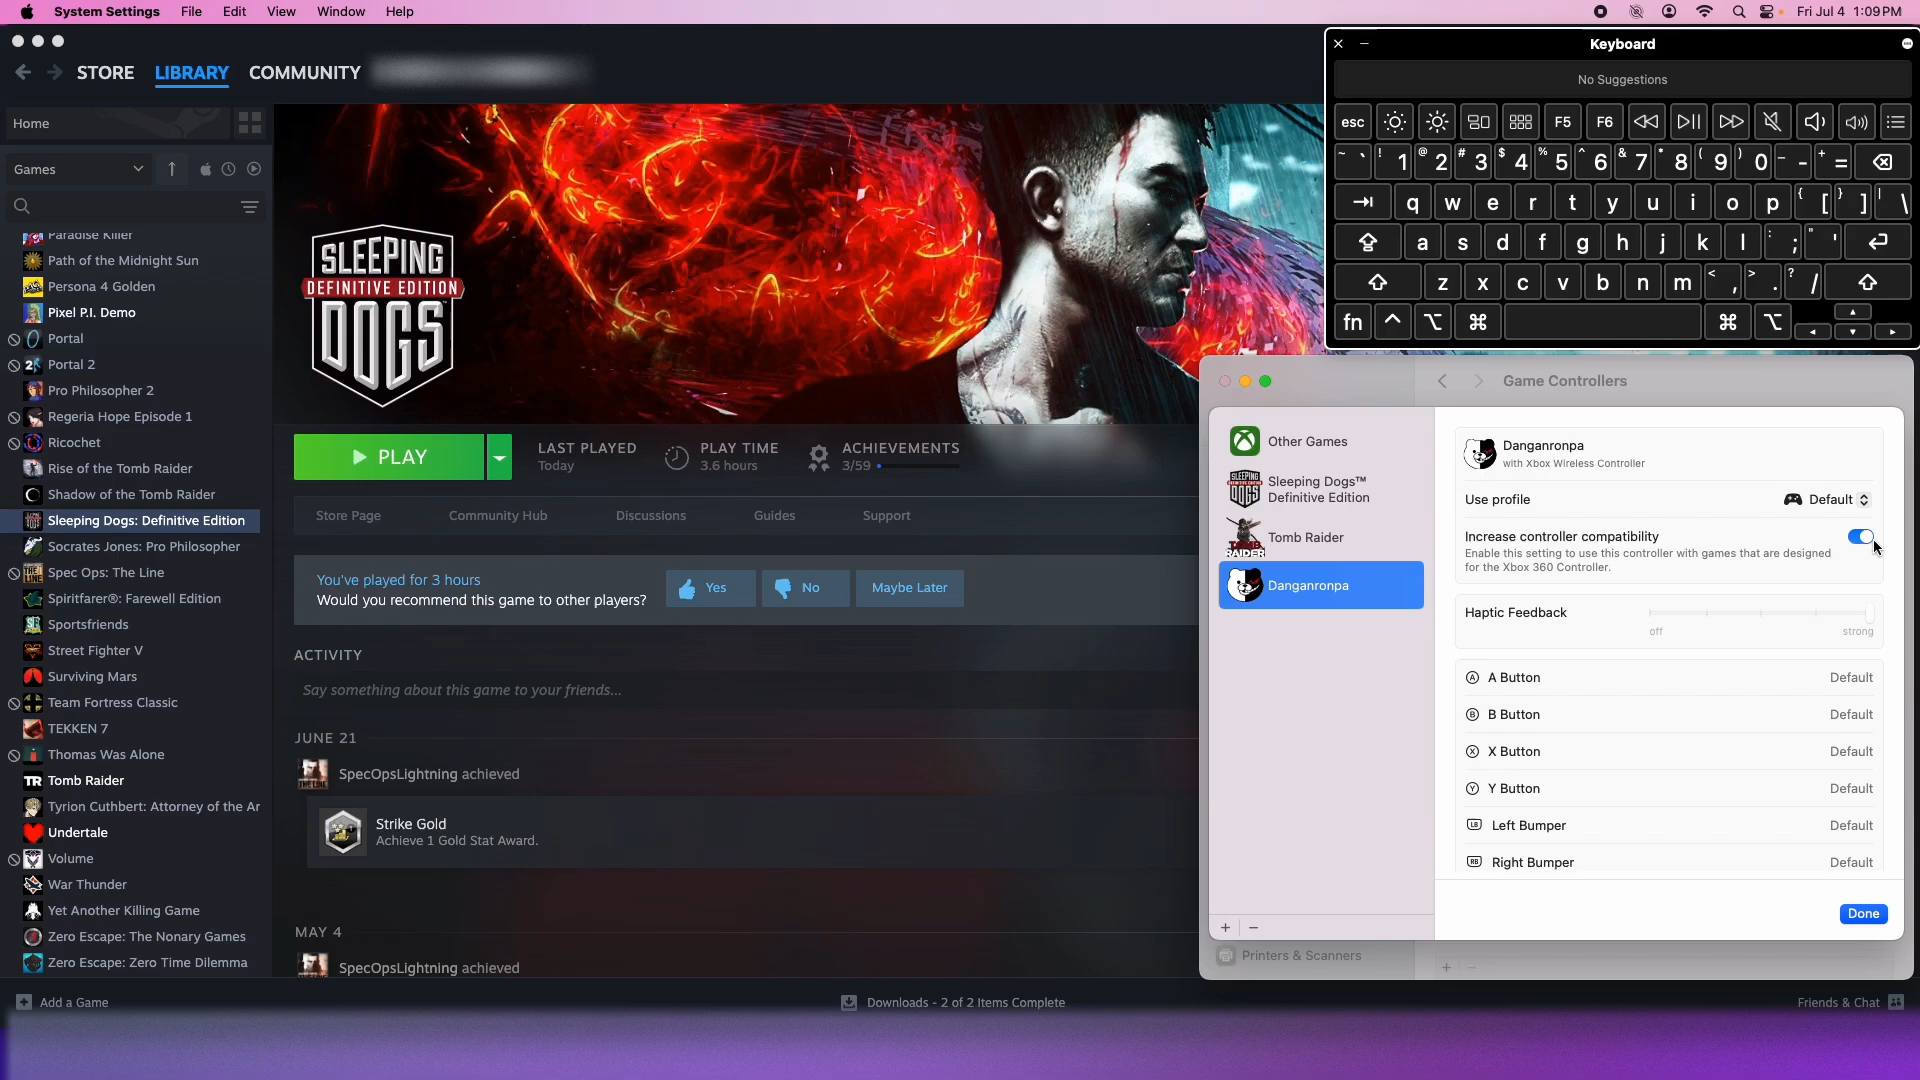 System Settings File Edit View Window Help
Fri Jul 4 1:09 PM
STORE LIBRARY COMMUNITY
Home
Games
Paradise Killer
Path of the Midnight Sun
Persona 4 Golden
Pixel P.I. Demo
Portal
Portal 2
Pro Philosopher 2
Regeria Hope Episode 1
Ricochet
Rise of the Tomb Raider
Shadow of the Tomb Raider
Sleeping Dogs: Definitive Edition
Socrates Jones: Pro Philosopher
Spec Ops: The Line
Spiritfarer®: Farewell Edition
Sportsfriends
Street Fighter V
Surviving Mars
Team Fortress Classic
TEKKEN 7
Thomas Was Alone
Tomb Raider
Tyrion Cuthbert: Attorney of the Ar
Undertale
Volume
War Thunder
Yet Another Killing Game
Zero Escape: The Nonary Games
Zero Escape: Zero Time Dilemma
Add a Game
SLEEPING
DEFINITIVE EDITION
DOGS
PLAY
LAST PLAYED
Today
PLAY TIME
3.6 hours
ACHIEVEMENTS
3/59
Store Page Community Hub Discussions Guides Support
You've played for 3 hours
Would you recommend this game to other players?
Yes No Maybe Later
ACTIVITY
Say something about this game to your friends...
JUNE 21
SpecOpsLightning achieved
Strike Gold
Achieve 1 Gold Stat Award.
MAY 4
SpecOpsLightning achieved
Downloads - 2 of 2 Items Complete
Friends & Chat
Keyboard
No Suggestions
esc F5 F6
~ ` ! 1 @ 2 # 3 $ 4 % 5 ^ 6 & 7 * 8 ( 9 ) 0 _ - + =
q w e r t y u i o p { [ } ] | \
a s d f g h j k l : ; " '
z x c v b n m < , > . ? /
fn ^ ⌥ ⌘ ⌘ ⌥
Game Controllers
Other Games
Sleeping Dogs™
Definitive Edition
Tomb Raider
Danganronpa
Danganronpa
with Xbox Wireless Controller
Use profile Default
Increase controller compatibility
Enable this setting to use this controller with games that are designed
for the Xbox 360 Controller.
Haptic Feedback
off strong
A Button Default
B Button Default
X Button Default
Y Button Default
Left Bumper Default
Right Bumper Default
Done
+ −
Printers & Scanners
+ −